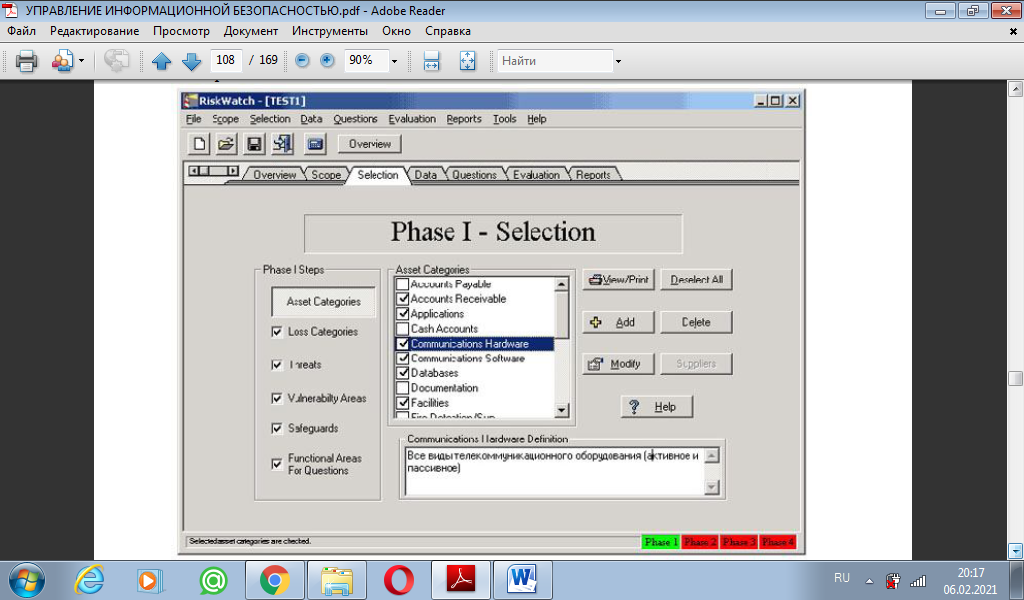 УПРАВЛЕНИЕ ИНФОРМАЦИОННОЙ БЕЗОПАСНОСТЬЮ.pdf - Adobe Reader
Файл Редактирование Просмотр Документ Инструменты Окно Справка
108 / 169 90% Найти
RiskWatch - [TEST1]
File Scope Selection Data Questions Evaluation Reports Tools Help
Overview
Overview Scope Selection Data Questions Evaluation Reports
Phase I - Selection
Phase I Steps
Asset Categories
Loss Categories
Threats
Vulnerabilty Areas
Safeguards
Functional Areas
For Questions
Asset Categories
Accounts Payable
Accounts Receivable
Applications
Cash Accounts
Communications Hardware
Communications Software
Databases
Documentation
Facilities
View/Print Deselect All
Add Delete
Modify Suppliers
Help
Communications Hardware Definition
Все виды телекоммуникационного оборудования (активное и
пассивное)
Selected asset categories are checked.
Phase 1 Phase 2 Phase 3 Phase 4
RU
20:17
06.02.2021